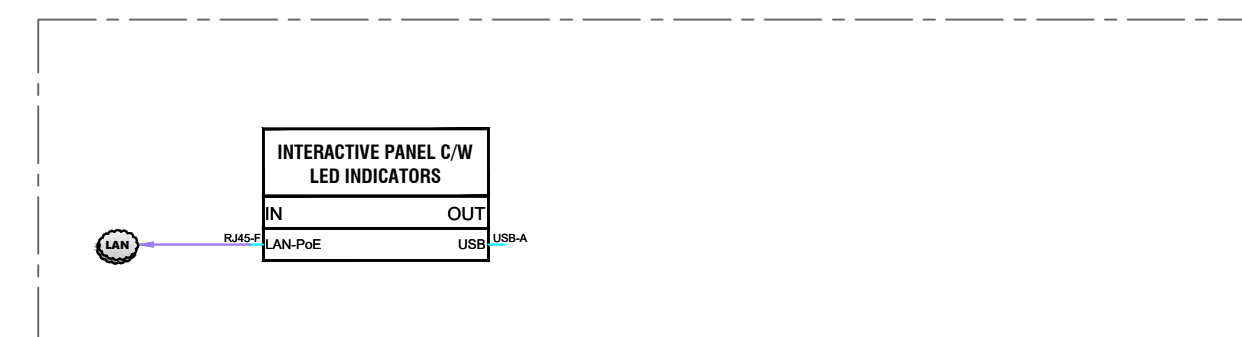 INTERACTIVE PANEL C/W
LED INDICATORS
IN OUT
LAN RJ45-F LAN-PoE USB USB-A